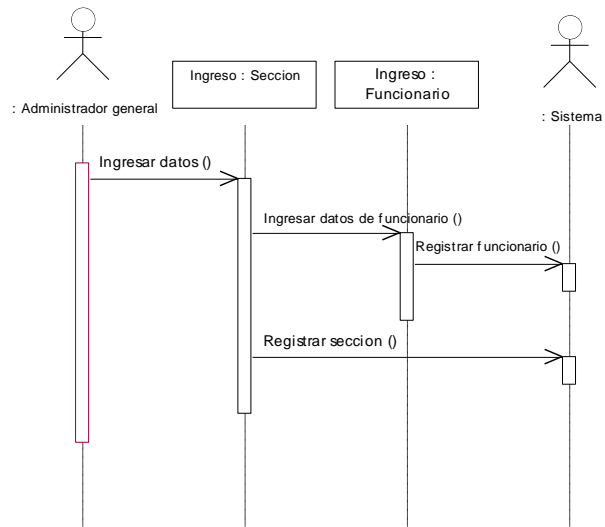 Ingreso : Seccion
Ingreso :
Funcionario
: Administrador general
: Sistema
Ingresar datos ()
Ingresar datos de funcionario ()
Registrar funcionario ()
Registrar seccion ()